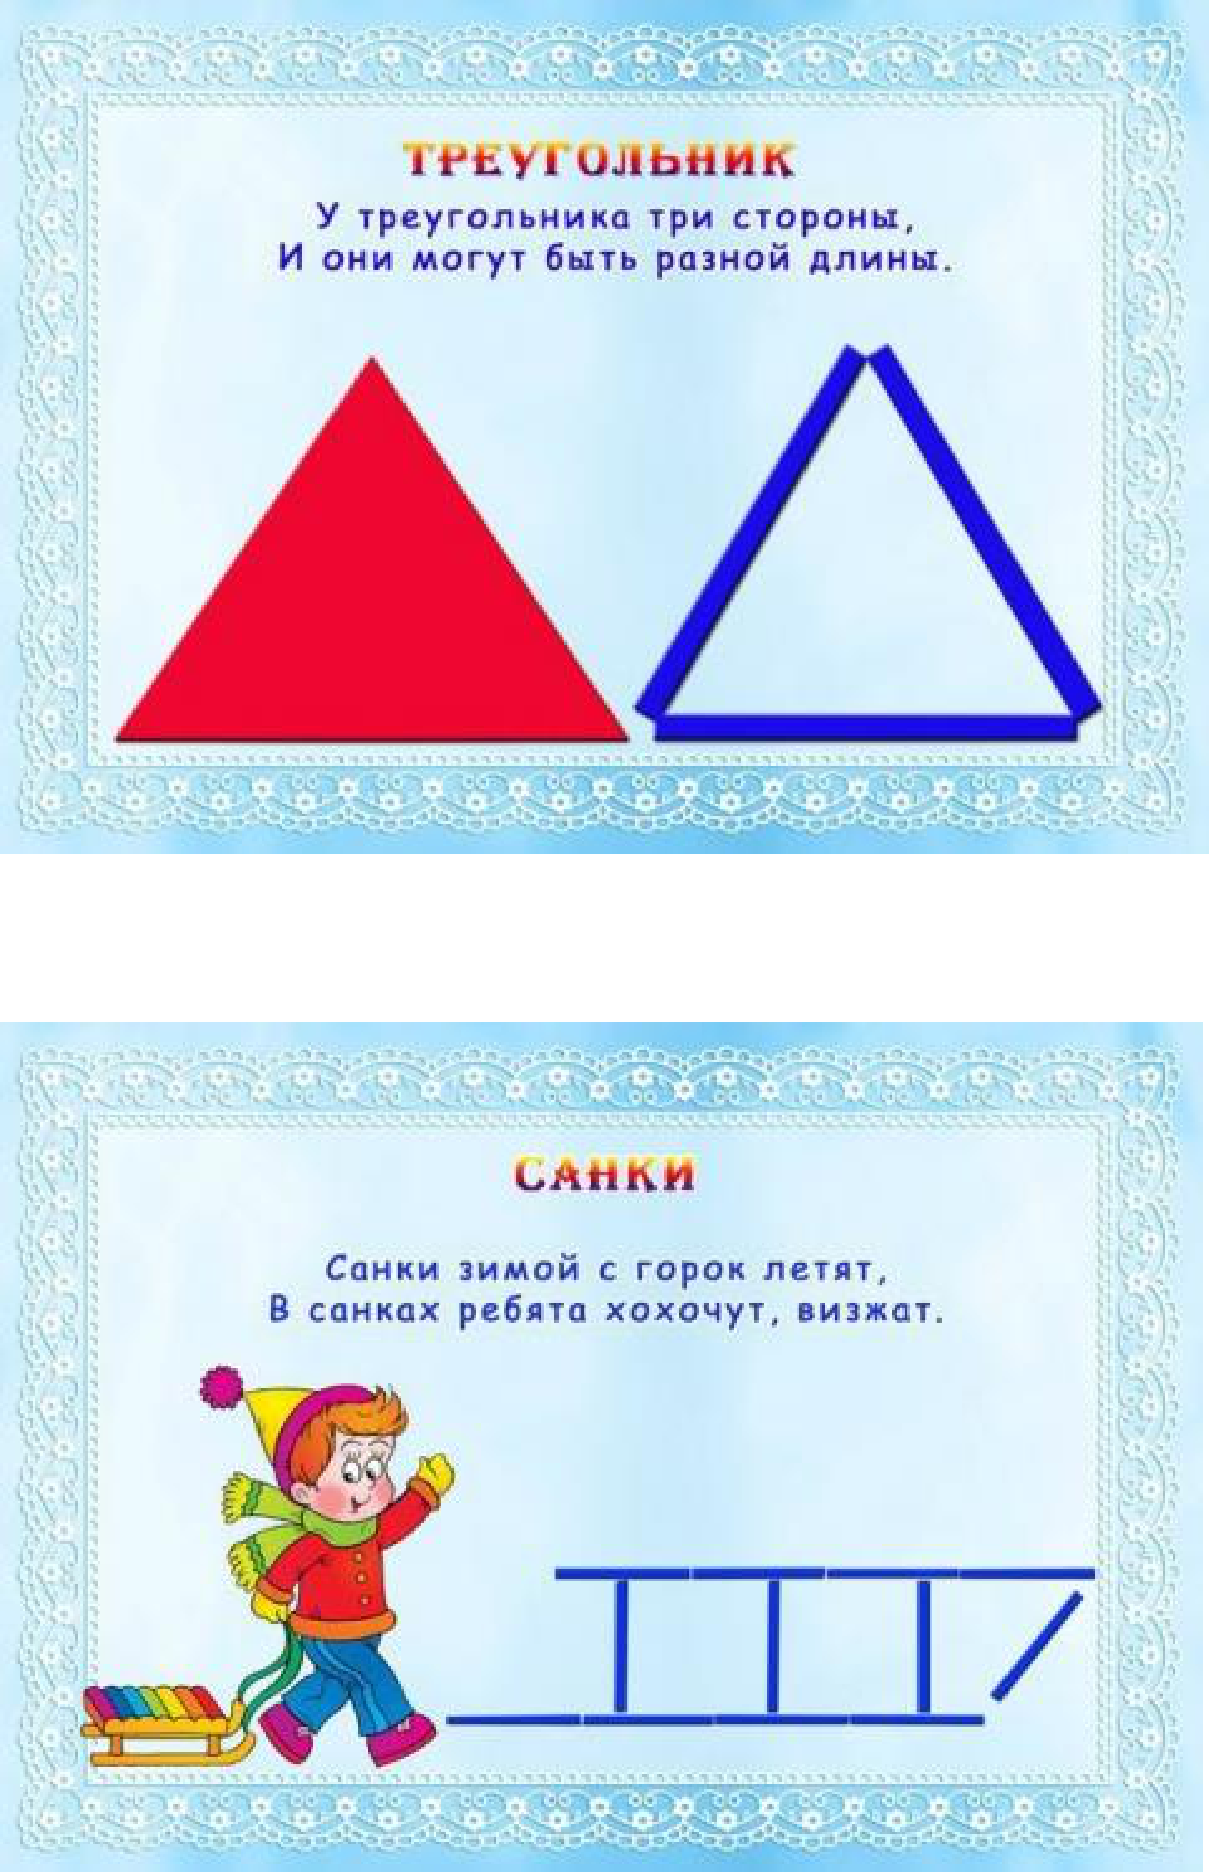 ТРЕУГОЛЬНИК
У треугольника три стороны,
И они могут быть разной длины.
САНКИ
Санки зимой с горок летят,
В санках ребята хохочут, визжат.